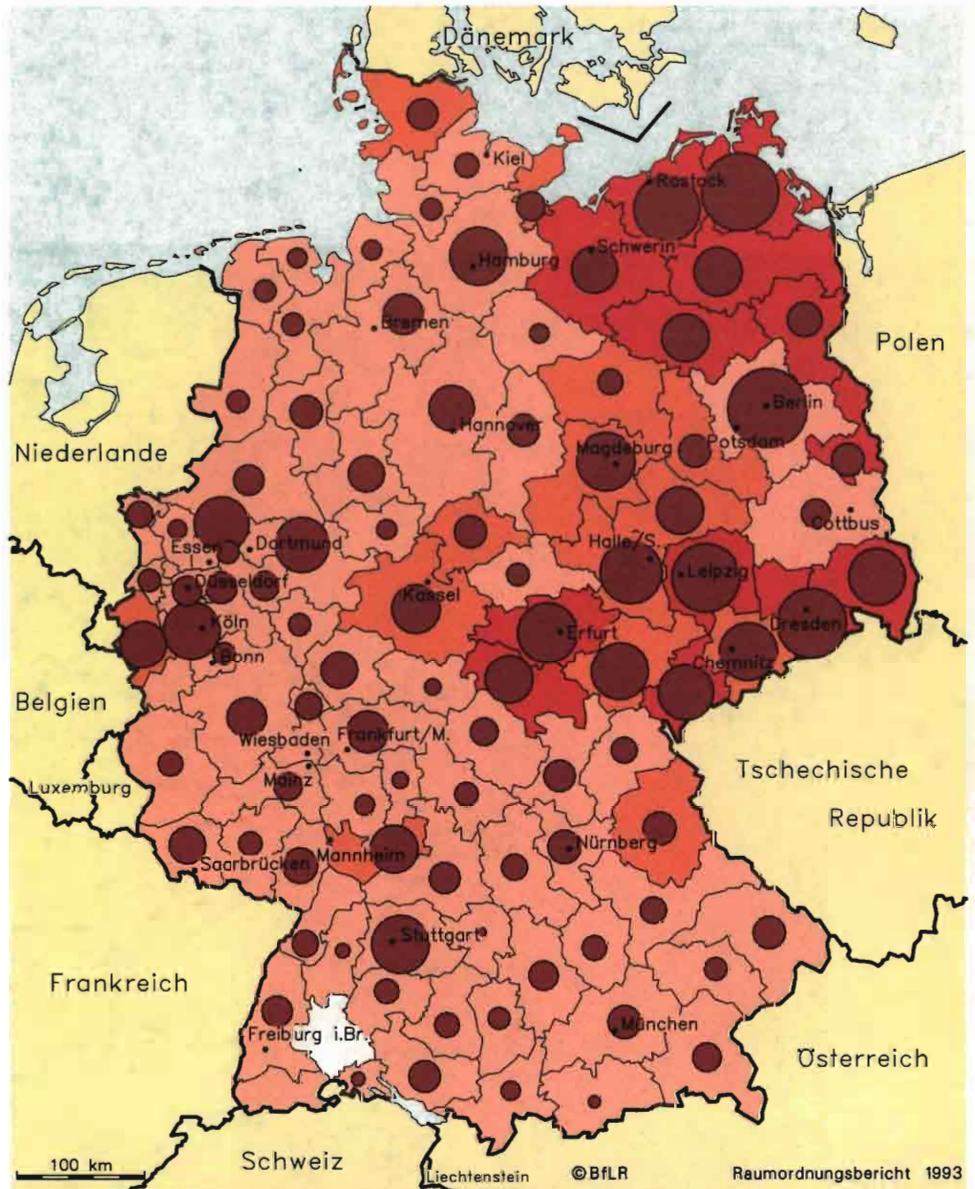 Dänemark
Kiel
Rostock
Schwerin
Hamburg
Bremen
Polen
Berlin
Hannover
Potsdam
Niederlande
Magdeburg
Cottbus
Essen
Dortmund
Halle/S.
Leipzig
Düsseldorf
Kassel
Dresden
Köln
Erfurt
Chemnitz
Bonn
Belgien
Wiesbaden
Frankfurt/M.
Luxemburg
Mainz
Tschechische
Republik
Saarbrücken
Mannheim
Nürnberg
Stuttgart
Frankreich
Freiburg i.Br.
München
Österreich
100 km
Schweiz
Liechtenstein
©BfLR
Raumordnungsbericht 1993